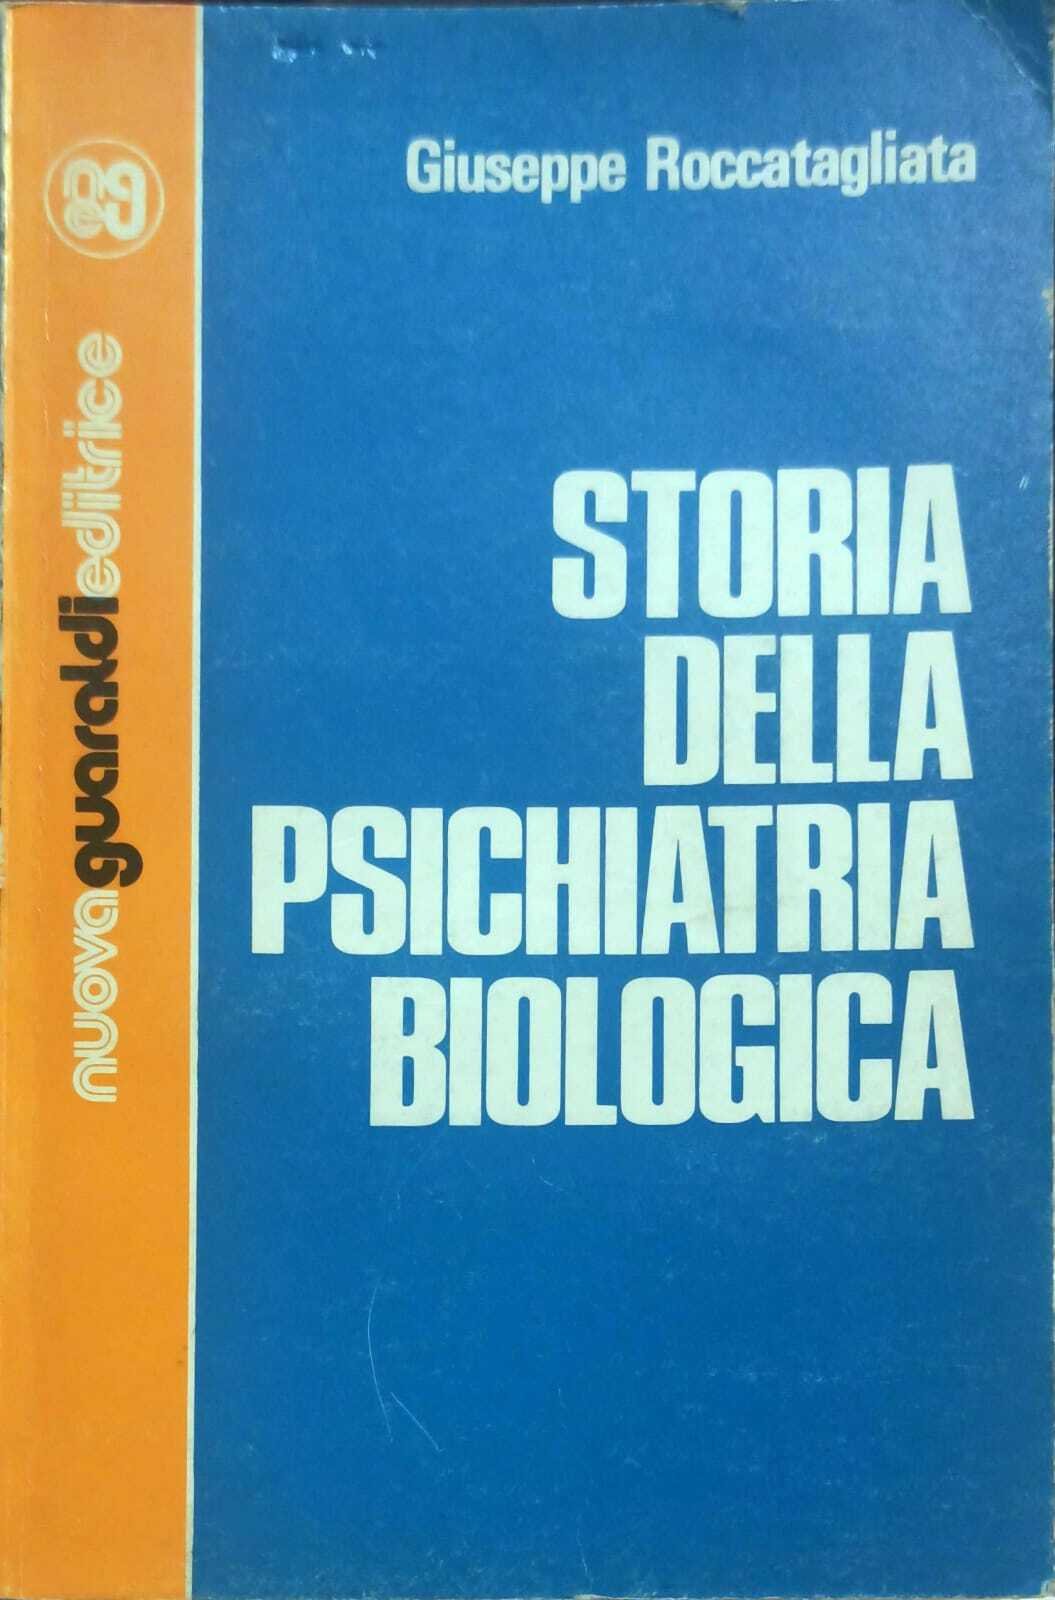 Giuseppe Roccatagliata
STORIA
DELLA
PSICHIATRIA
BIOLOGICA
nuovaguaraldieditrice